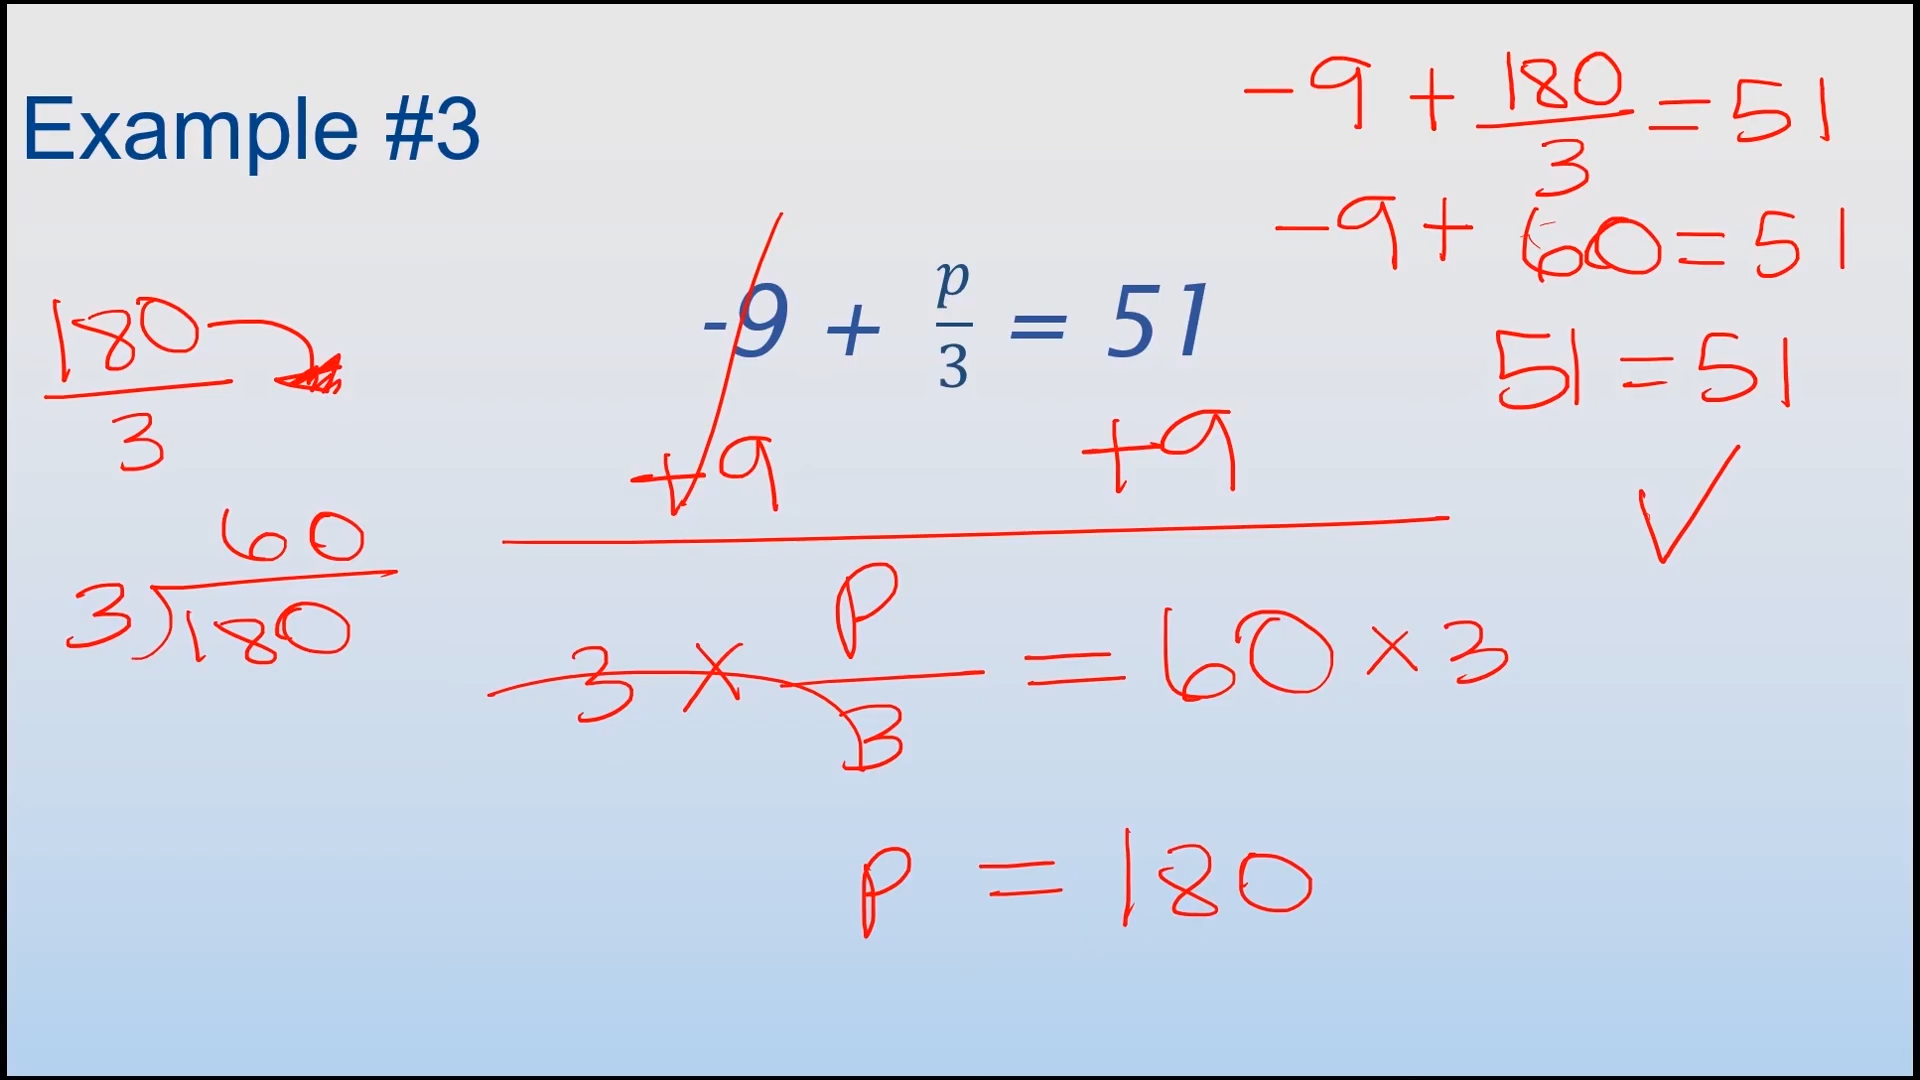 Example #3
-9 + p/3 = 51
+9 +9
3 × p/3 = 60 × 3
p = 180
180/3
60
3)180
-9 + 180/3 = 51
-9 + 60 = 51
51 = 51
✓